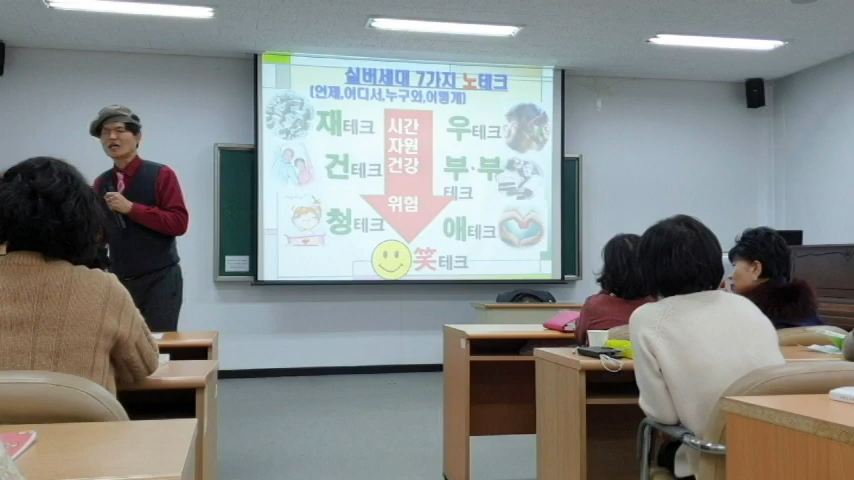 실버세대 7가지 노테크
(언제,어디서,누구와,어떻게)
재테크
건테크
청테크
시간
자원
건강
위험
우테크
부·부
테크
애테크
笑테크